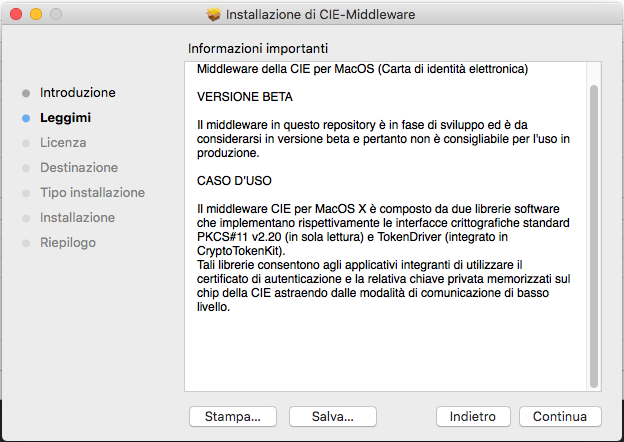 Installazione di CIE-Middleware
Informazioni importanti
Introduzione
Leggimi
Licenza
Destinazione
Tipo installazione
Installazione
Riepilogo
Middleware della CIE per MacOS (Carta di identità elettronica)
VERSIONE BETA
Il middleware in questo repository è in fase di sviluppo ed è da
considerarsi in versione beta e pertanto non è consigliabile per l'uso in
produzione.
CASO D'USO
Il middleware CIE per MacOS X è composto da due librerie software
che implementano rispettivamente le interfacce crittografiche standard
PKCS#11 v2.20 (in sola lettura) e TokenDriver (integrato in
CryptoTokenKit).
Tali librerie consentono agli applicativi integranti di utilizzare il
certificato di autenticazione e la relativa chiave privata memorizzati sul
chip della CIE astraendo dalle modalità di comunicazione di basso
livello.
Stampa...
Salva...
Indietro
Continua